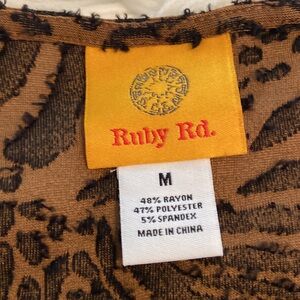 Ruby Rd.
M
48% RAYON
47% POLYESTER
5% SPANDEX
MADE IN CHINA